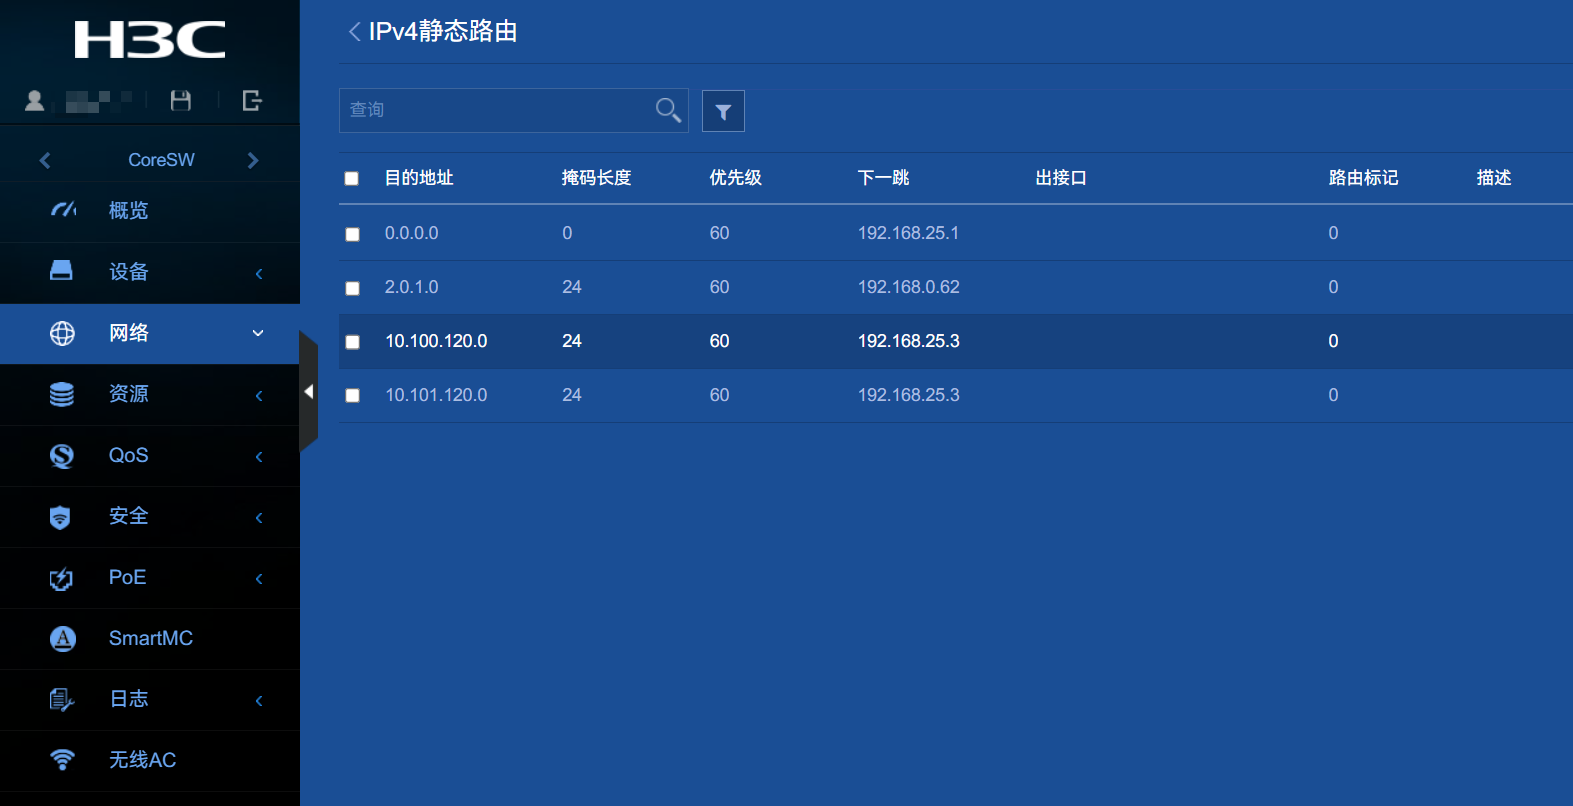 H3C
CoreSW
概览
设备
网络
资源
QoS
安全
PoE
SmartMC
日志
无线AC
IPv4静态路由
查询
目的地址 掩码长度 优先级 下一跳 出接口 路由标记 描述
0.0.0.0 0 60 192.168.25.1 0
2.0.1.0 24 60 192.168.0.62 0
10.100.120.0 24 60 192.168.25.3 0
10.101.120.0 24 60 192.168.25.3 0